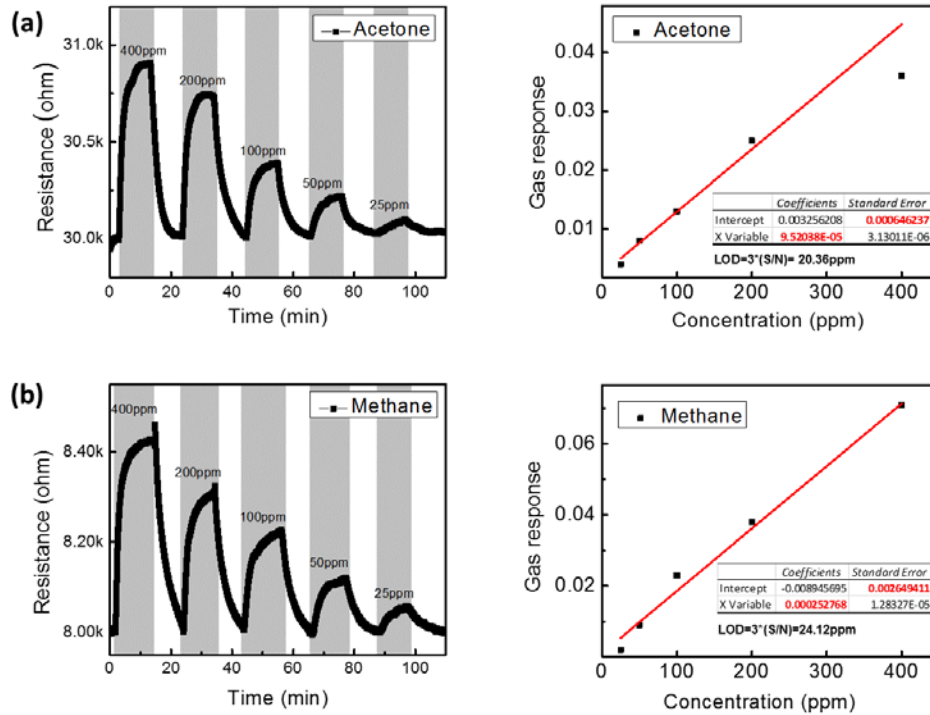 (a)
Acetone
400ppm
200ppm
100ppm
50ppm
25ppm
31.0k
30.5k
30.0k
Resistance (ohm)
0 20 40 60 80 100
Time (min)
Acetone
0.04
0.03
0.02
0.01
Gas response
Coefficients Standard Error
Intercept 0.003256208 0.000646237
X Variable 9.52038E-05 3.13011E-06
LOD=3*(S/N)= 20.36ppm
0 100 200 300 400
Concentration (ppm)
(b)
Methane
400ppm
200ppm
100ppm
50ppm
25ppm
8.40k
8.20k
8.00k
Resistance (ohm)
0 20 40 60 80 100
Time (min)
Methane
0.06
0.04
0.02
Gas response
Coefficients Standard Error
Intercept -0.008945695 0.002649411
X Variable 0.000252768 1.28327E-05
LOD=3*(S/N)=24.12ppm
0 100 200 300 400
Concentration (ppm)